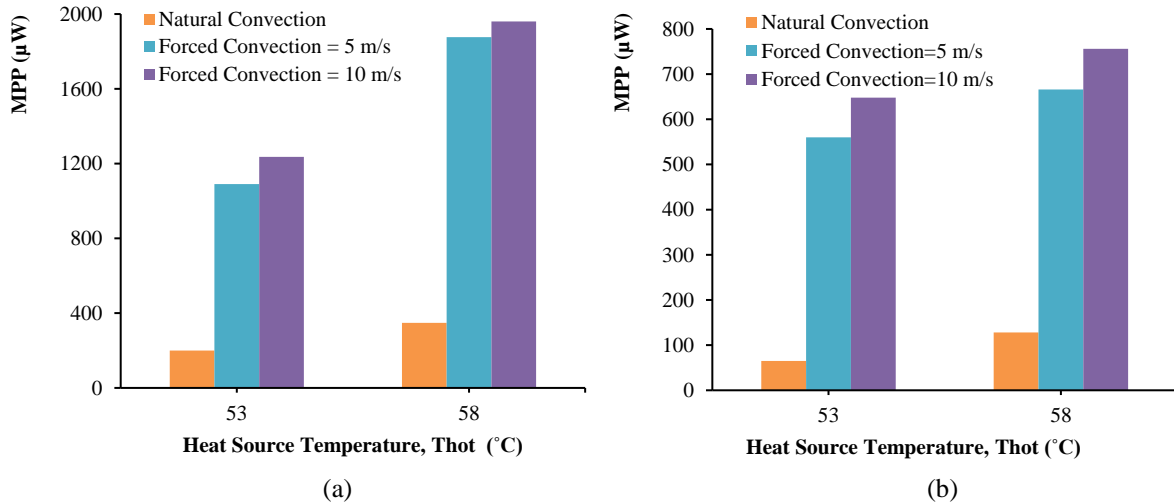 MPP (µW)
2000
1600
1200
800
400
0
Natural Convection
Forced Convection = 5 m/s
Forced Convection = 10 m/s
53
58
Heat Source Temperature, Thot (˚C)
(a)
MPP (µW)
800
700
600
500
400
300
200
100
0
Natural Convection
Forced Convection=5 m/s
Forced Convection=10 m/s
53
58
Heat Source Temperature, Thot (˚C)
(b)